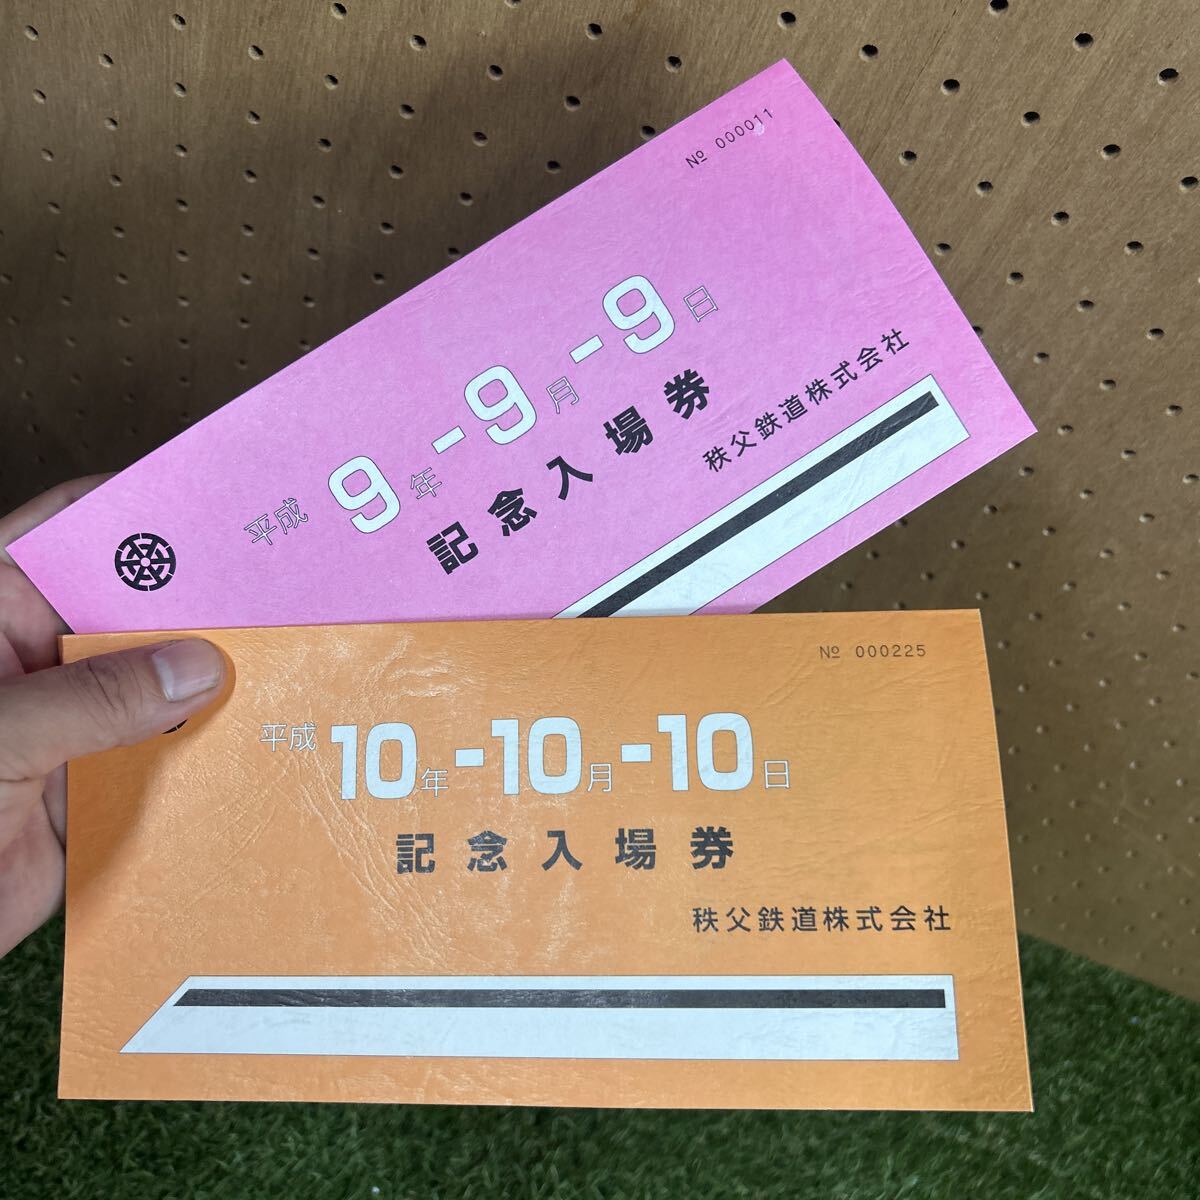 № 000011
平成 9年-9月-9日
記念入場券
秩父鉄道株式会社
№ 000225
平成 10年-10月-10日
記念入場券
秩父鉄道株式会社